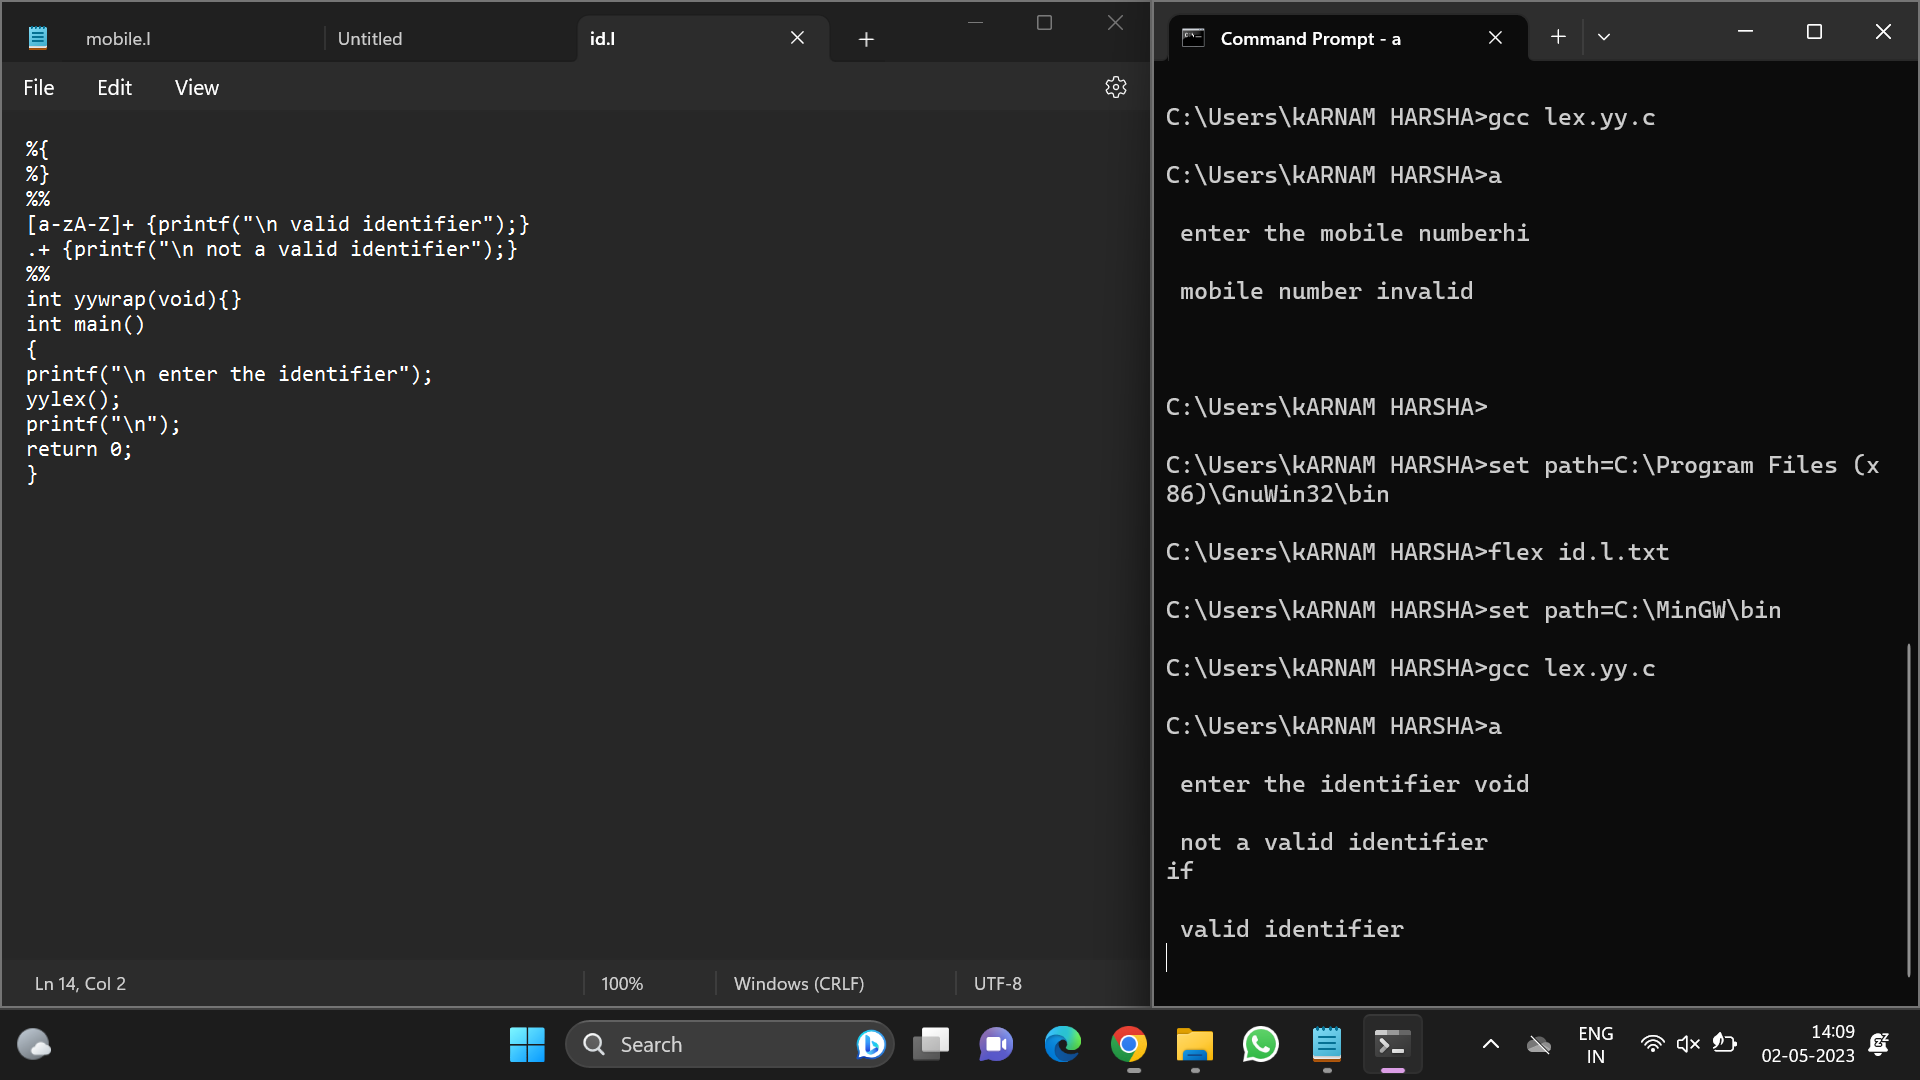 mobile.l
Untitled
id.l
File
Edit
View
%{
%}
%%
[a-zA-Z]+ {printf("\n valid identifier");}
.+ {printf("\n not a valid identifier");}
%%
int yywrap(void){}
int main()
{
printf("\n enter the identifier");
yylex();
printf("\n");
return 0;
}
Ln 14, Col 2
100%
Windows (CRLF)
UTF-8
Command Prompt - a
C:\Users\kARNAM HARSHA>gcc lex.yy.c
C:\Users\kARNAM HARSHA>a
enter the mobile numberhi
mobile number invalid
C:\Users\kARNAM HARSHA>
C:\Users\kARNAM HARSHA>set path=C:\Program Files (x
86)\GnuWin32\bin
C:\Users\kARNAM HARSHA>flex id.l.txt
C:\Users\kARNAM HARSHA>set path=C:\MinGW\bin
C:\Users\kARNAM HARSHA>gcc lex.yy.c
C:\Users\kARNAM HARSHA>a
enter the identifier void
not a valid identifier
if
valid identifier
Search
ENG
IN
14:09
02-05-2023